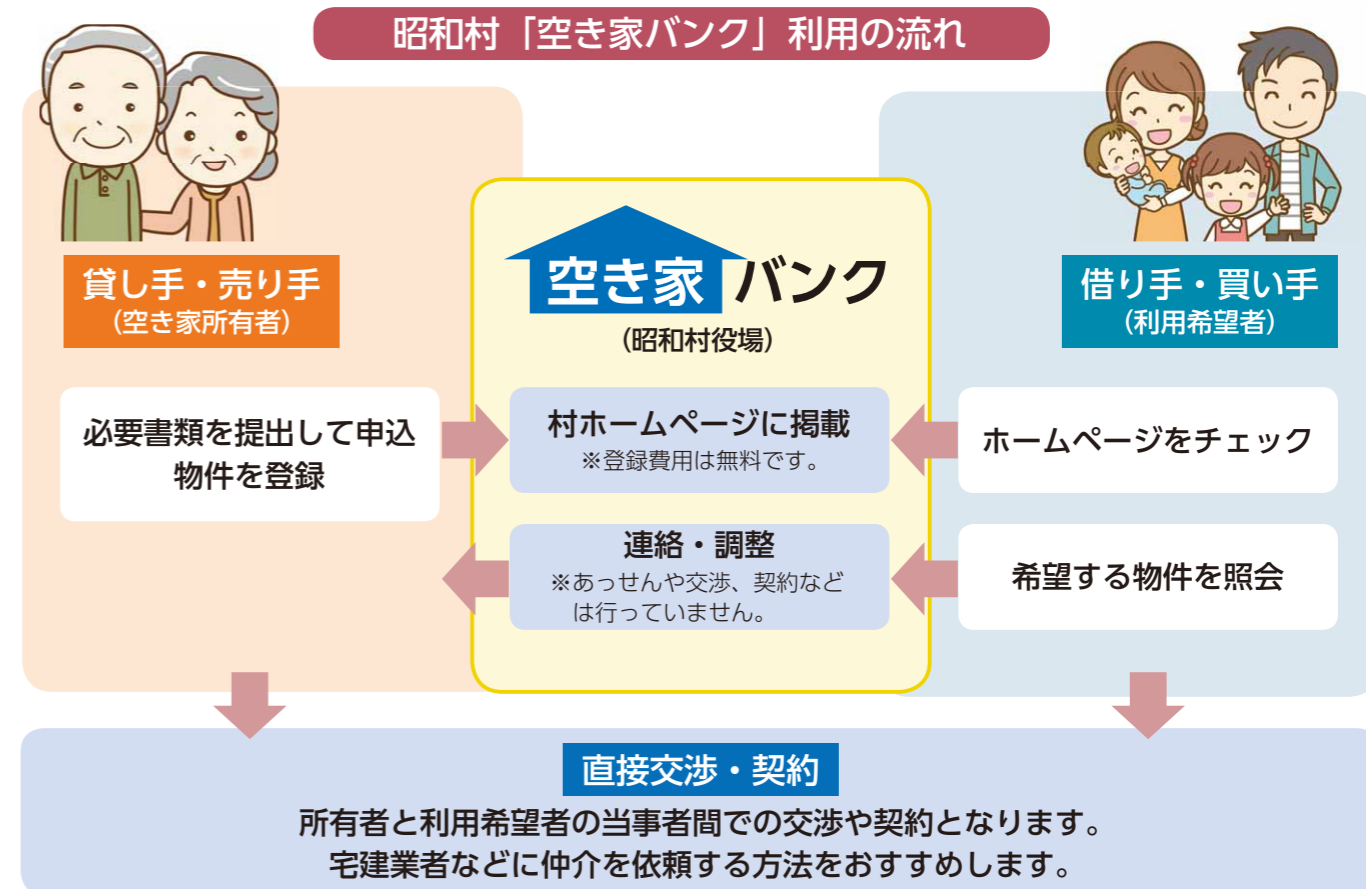 昭和村「空き家バンク」利用の流れ
貸し手・売り手
(空き家所有者)
必要書類を提出して申込
物件を登録
空き家バンク
(昭和村役場)
村ホームページに掲載
※登録費用は無料です。
連絡・調整
※あっせんや交渉、契約など
は行っていません。
借り手・買い手
(利用希望者)
ホームページをチェック
希望する物件を照会
直接交渉・契約
所有者と利用希望者の当事者間での交渉や契約となります。
宅建業者などに仲介を依頼する方法をおすすめします。